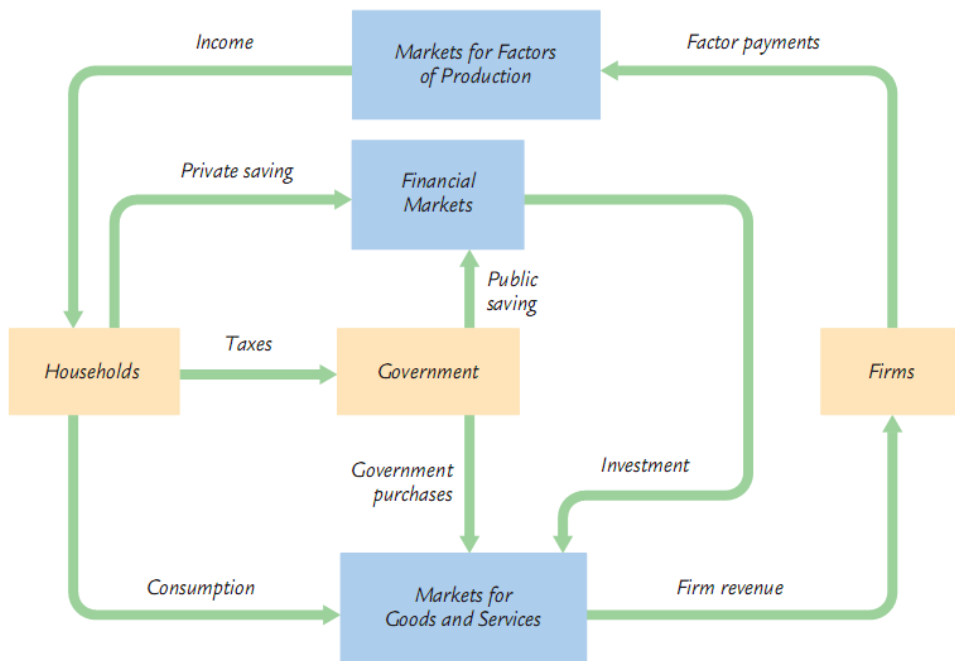 Income
Markets for Factors
of Production
Factor payments
Private saving
Financial
Markets
Public
saving
Households
Taxes
Government
Firms
Government
purchases
Investment
Consumption
Markets for
Goods and Services
Firm revenue